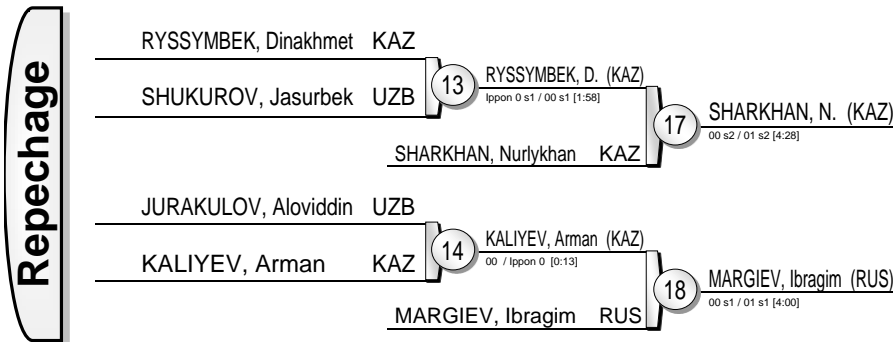 Repechage
RYSSYMBEK, Dinakhmet KAZ
SHUKUROV, Jasurbek UZB
13
RYSSYMBEK, D. (KAZ)
Ippon 0 s1 / 00 s1 [1:58]
SHARKHAN, Nurlykhan KAZ
17
SHARKHAN, N. (KAZ)
00 s2 / 01 s2 [4:28]
JURAKULOV, Aloviddin UZB
KALIYEV, Arman KAZ
14
KALIYEV, Arman (KAZ)
00 / Ippon 0 [0:13]
MARGIEV, Ibragim RUS
18
MARGIEV, Ibragim (RUS)
00 s1 / 01 s1 [4:00]